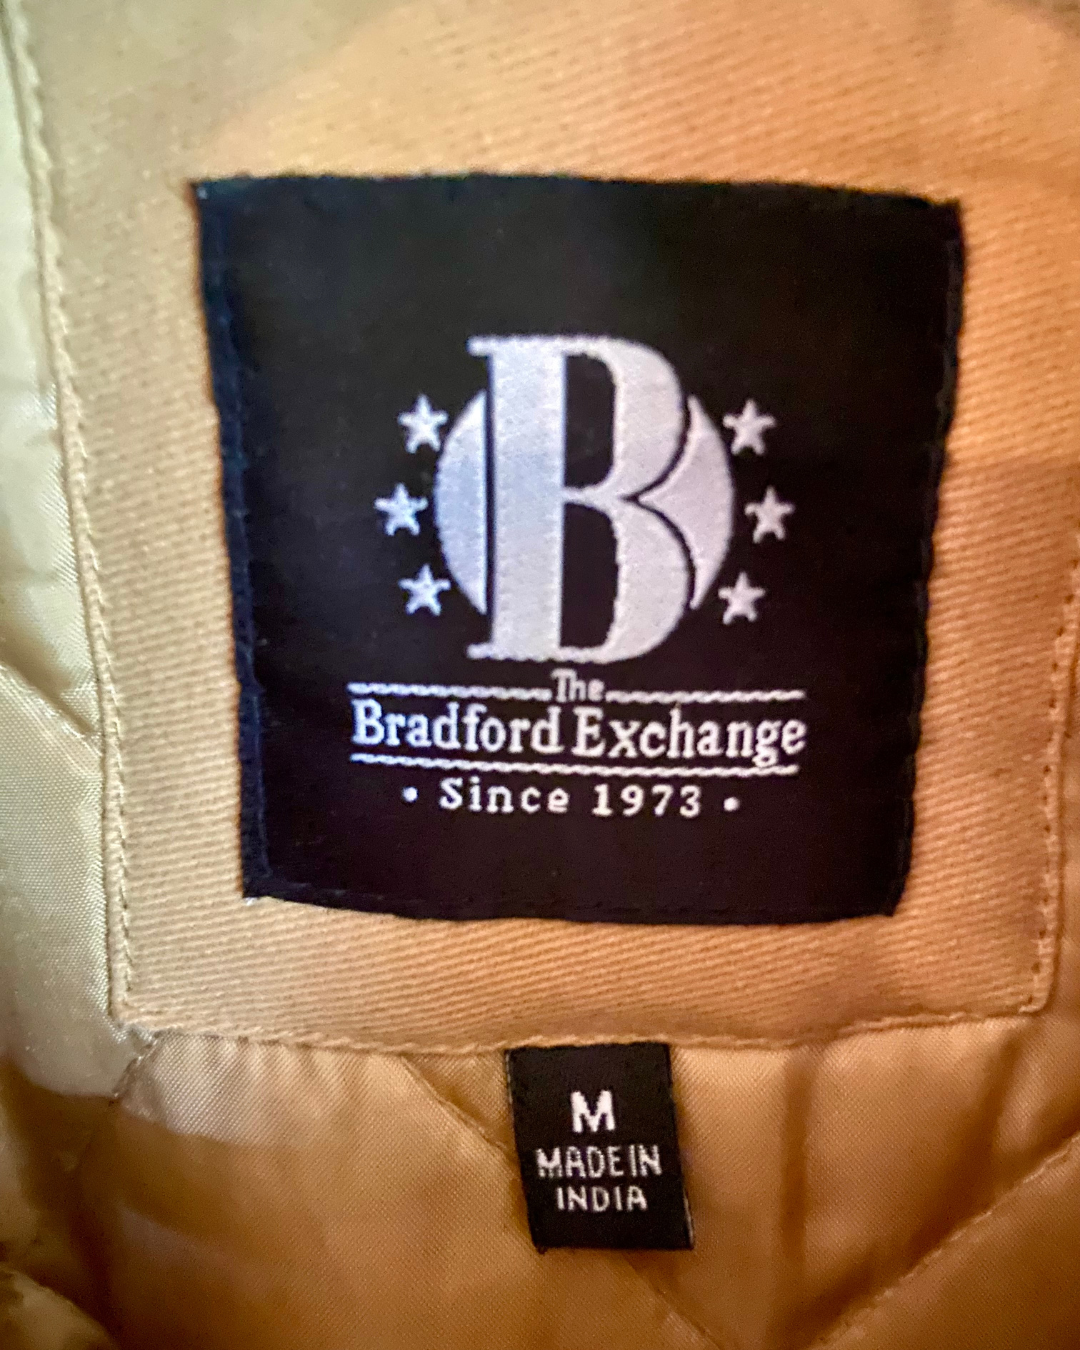 B
The
Bradford Exchange
• Since 1973 •
M
MADE IN
INDIA